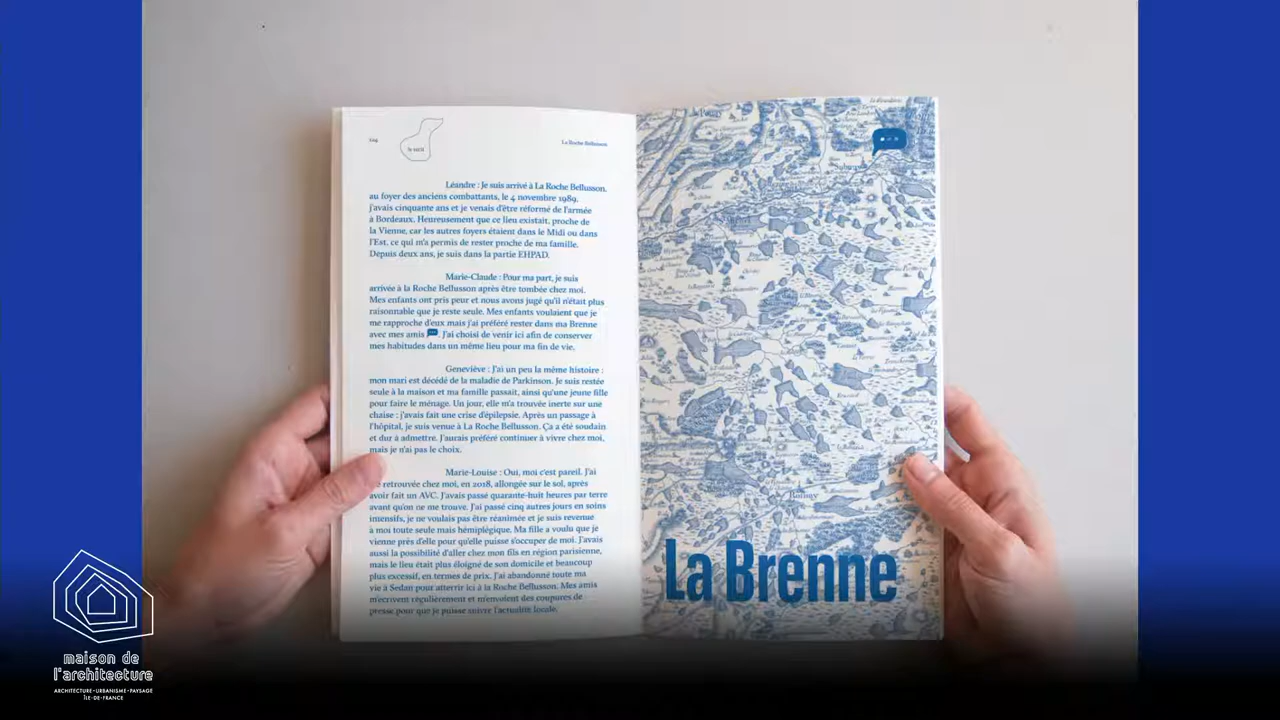 La Roche Bellusson
Léandre : Je suis arrivé à La Roche Bellusson,
au foyer des anciens combattants, le 4 novembre 1989,
j'avais cinquante ans et je venais d'être réformé de l'armée
à Bordeaux. Heureusement que ce lieu existait, proche de
la Vienne, car les autres foyers étaient dans le Midi ou dans
l'Est, ce qui m'a permis de rester proche de ma famille.
Depuis deux ans, je suis dans la partie EHPAD.
Marie-Claude : Pour ma part, je suis
arrivée à la Roche Bellusson après être tombée chez moi.
Mes enfants ont pris peur et nous avons jugé qu'il n'était plus
raisonnable que je reste seule. Mes enfants voulaient que je
me rapproche d'eux mais j'ai préféré rester dans ma Brenne
avec mes amis . J'ai choisi de venir ici afin de conserver
mes habitudes dans un même lieu pour ma fin de vie.
Geneviève : J'ai un peu la même histoire :
mon mari est décédé de la maladie de Parkinson. Je suis restée
seule à la maison et ma famille passait, ainsi qu'une jeune fille
pour faire le ménage. Un jour, elle m'a trouvée inerte sur une
chaise : j'avais fait une crise d'épilepsie. Après un passage à
l'hôpital, je suis venue à La Roche Bellusson. Ça a été soudain
et dur à admettre. J'aurais préféré continuer à vivre chez moi,
mais je n'ai pas le choix.
Marie-Louise : Oui, moi c'est pareil. J'ai
retrouvée chez moi, en 2018, allongée sur le sol, après
avoir fait un AVC. J'avais passé quarante-huit heures par terre
avant qu'on ne me trouve. J'ai passé cinq autres jours en soins
intensifs, je ne voulais pas être réanimée et je suis revenue
à moi toute seule mais hémiplégique. Ma fille a voulu que je
vienne près d'elle pour qu'elle puisse s'occuper de moi. J'avais
aussi la possibilité d'aller chez mon fils en région parisienne,
mais le lieu était plus éloigné de son domicile et beaucoup
plus excessif, en termes de prix. J'ai abandonné toute ma
vie à Sedan pour atterrir ici à la Roche Bellusson. Mes amis
m'écrivent régulièrement et m'envoient des coupures de
presse pour que je puisse suivre l'actualité locale.
Rosnay
La Brenne
maison de
l'architecture
ARCHITECTURE•URBANISME•PAYSAGE
ÎLE-DE-FRANCE